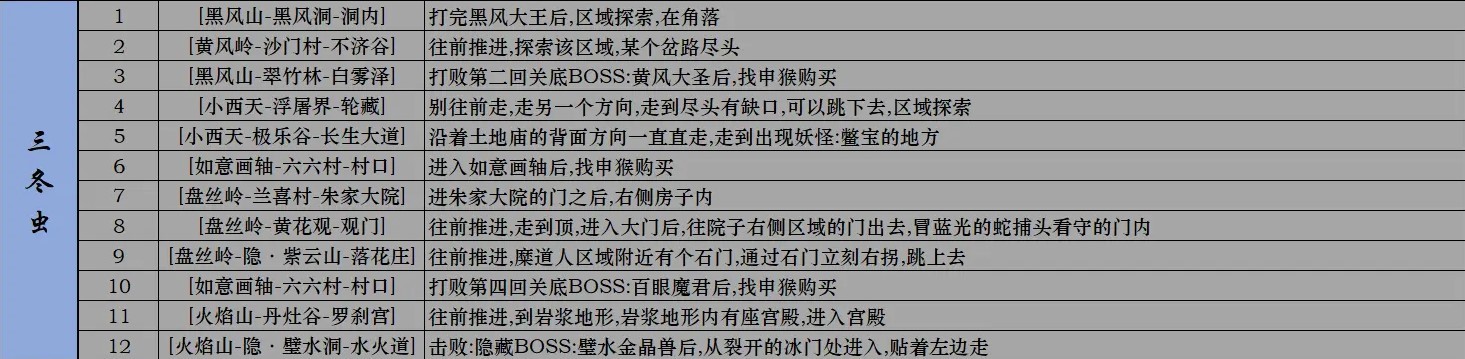 三冬虫
1 [黑风山-黑风洞-洞内] 打完黑风大王后,区域探索,在角落
2 [黄风岭-沙门村-不济谷] 往前推进,探索该区域,某个岔路尽头
3 [黑风山-翠竹林-白雾泽] 打败第二回关底BOSS:黄风大圣后,找申猴购买
4 [小西天-浮屠界-轮藏] 别往前走,走另一个方向,走到尽头有缺口,可以跳下去,区域探索
5 [小西天-极乐谷-长生大道] 沿着土地庙的背面方向一直直走,走到出现妖怪:鳖宝的地方
6 [如意画轴-六六村-村口] 进入如意画轴后,找申猴购买
7 [盘丝岭-兰喜村-朱家大院] 进朱家大院的门之后,右侧房子内
8 [盘丝岭-黄花观-观门] 往前推进,走到顶,进入大门后,往院子右侧区域的门出去,冒蓝光的蛇捕头看守的门内
9 [盘丝岭-隐·紫云山-落花庄] 往前推进,糜道人区域附近有个石门,通过石门立刻右拐,跳上去
10 [如意画轴-六六村-村口] 打败第四回关底BOSS:百眼魔君后,找申猴购买
11 [火焰山-丹灶谷-罗刹宫] 往前推进,到岩浆地形,岩浆地形内有座宫殿,进入宫殿
12 [火焰山-隐·璧水洞-水火道] 击败:隐藏BOSS:璧水金晶兽后,从裂开的冰门处进入,贴着左边走